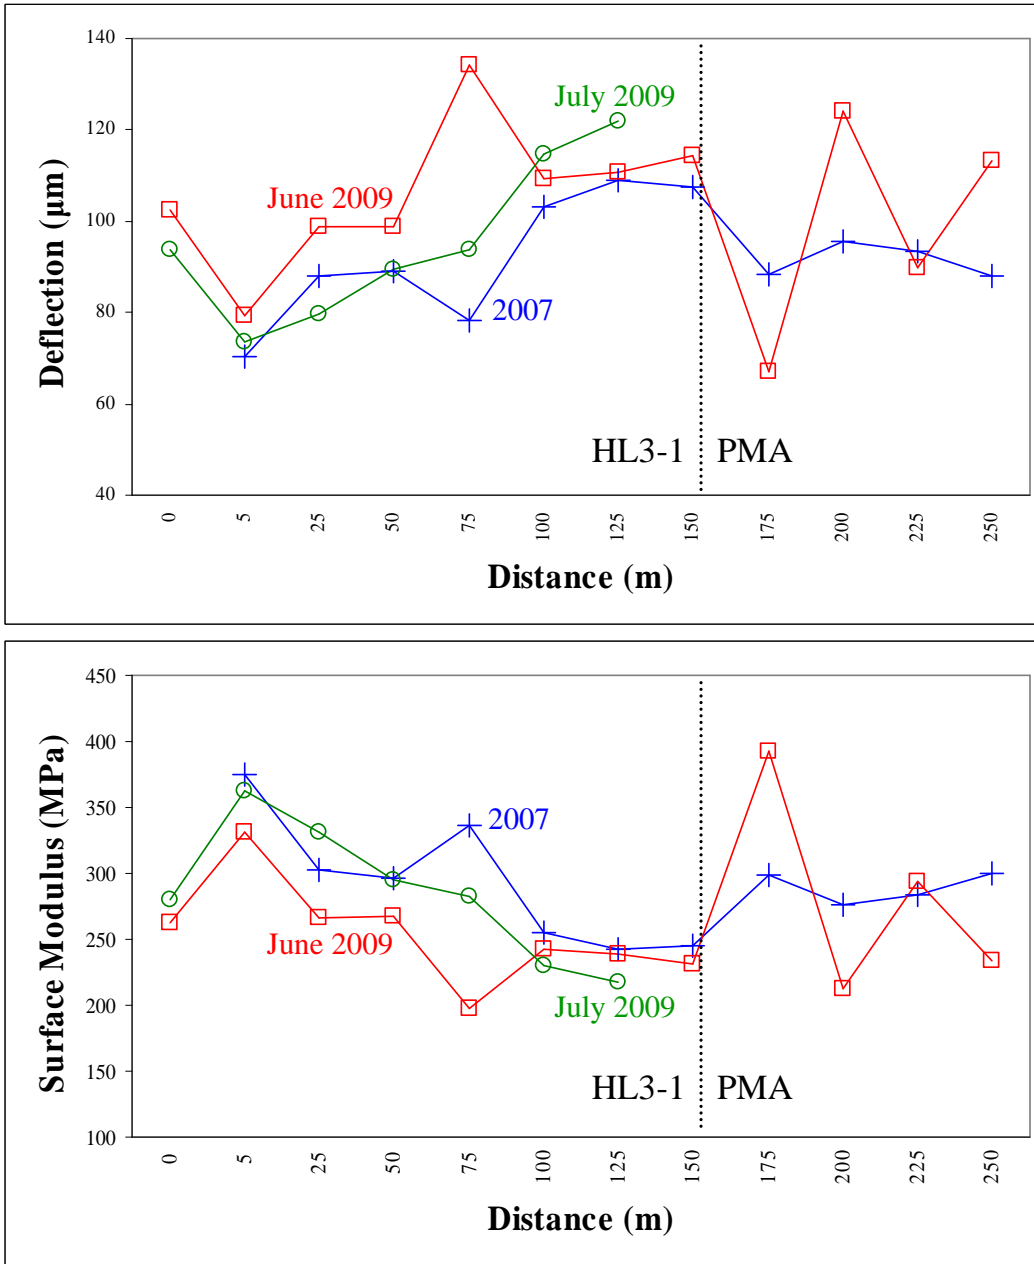 140
120
100
80
60
40
Deflection (µm)
July 2009
June 2009
2007
HL3-1 PMA
0 5 25 50 75 100 125 150 175 200 225 250
Distance (m)
450
400
350
300
250
200
150
100
Surface Modulus (MPa)
2007
June 2009
July 2009
HL3-1 PMA
0 5 25 50 75 100 125 150 175 200 225 250
Distance (m)